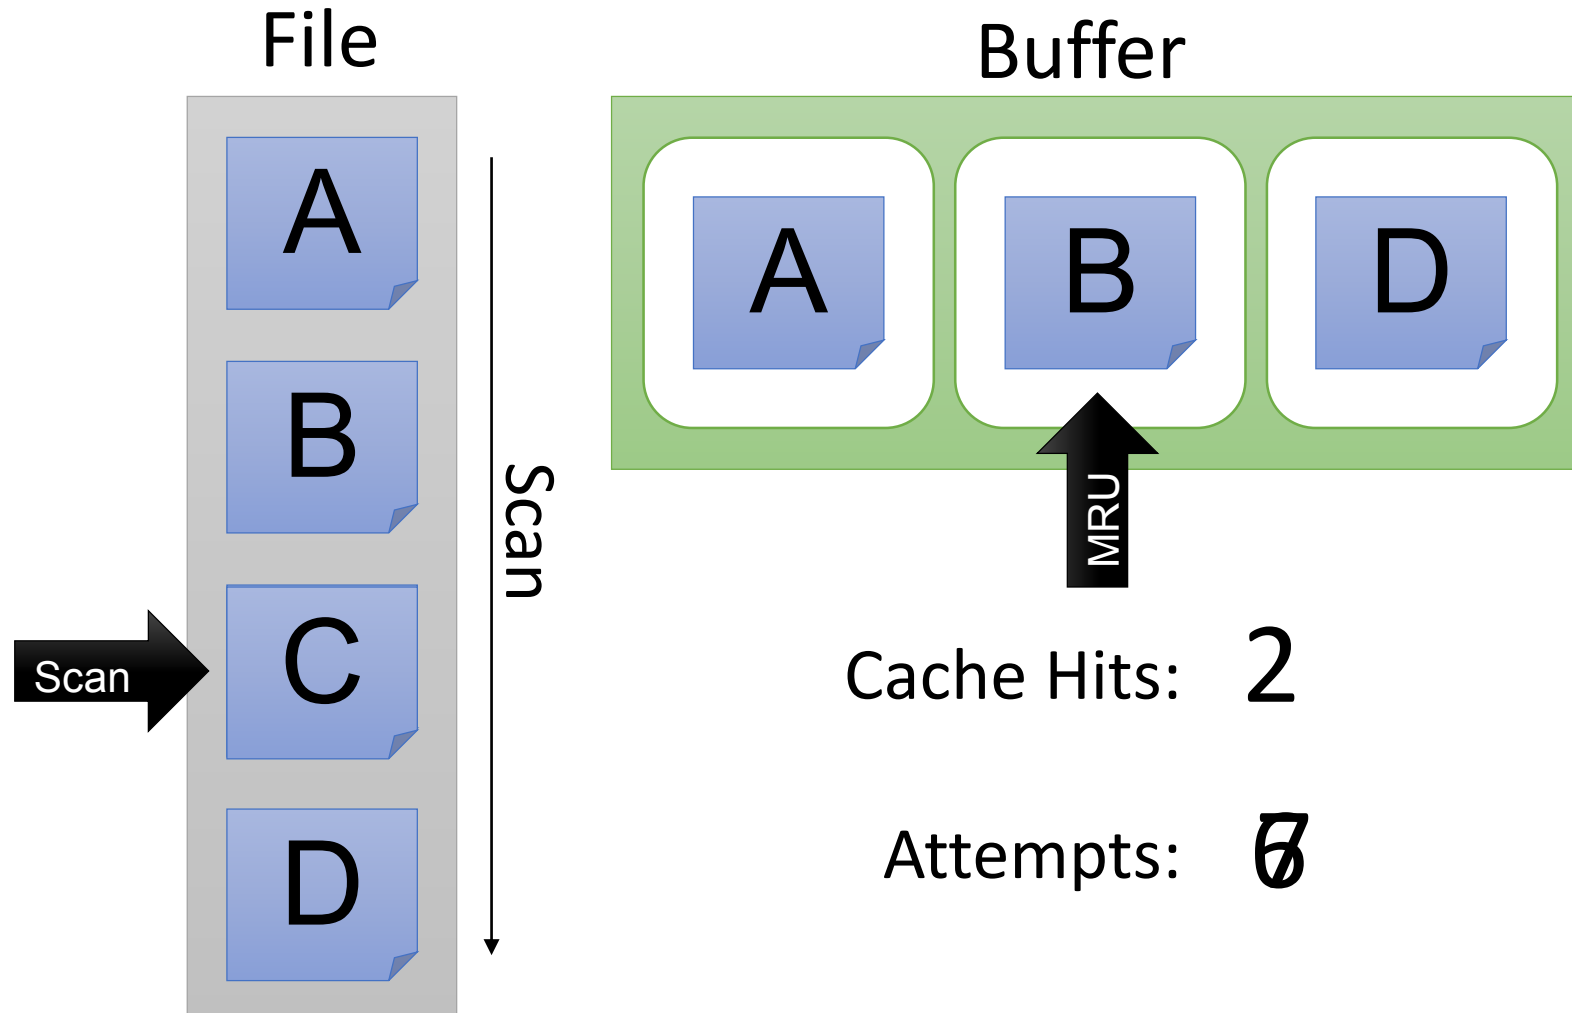 File
A
B
C
D
Scan
Scan
Buffer
A
B
D
MRU
Cache Hits: 2
Attempts: